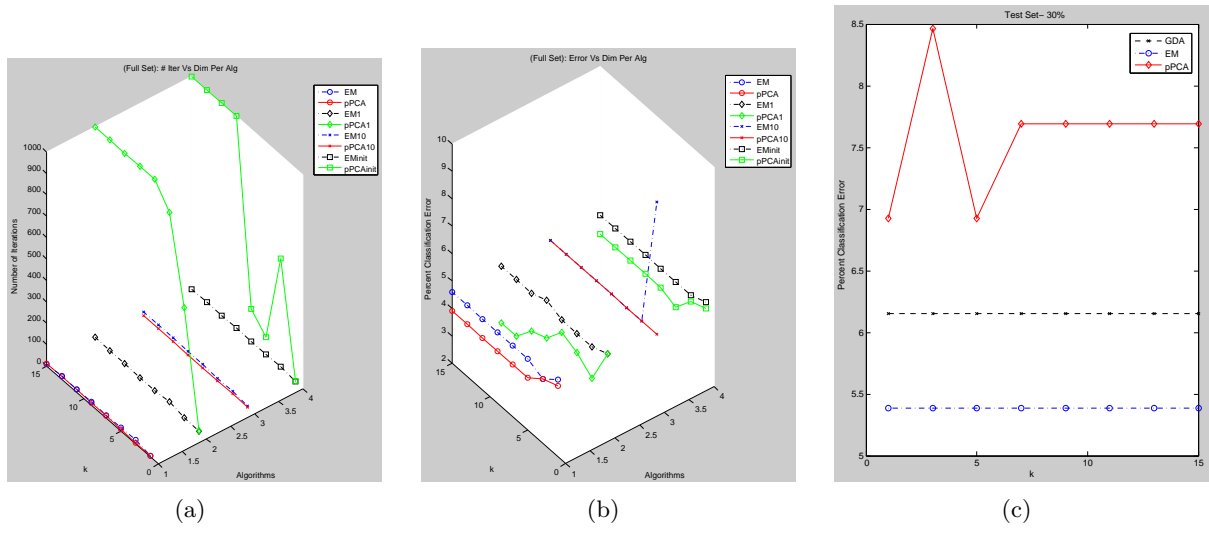 (Full Set): # Iter Vs Dim Per Alg
EM
pPCA
EM1
pPCA1
EM10
pPCA10
EMinit
pPCAinit
Number of Iterations
1000
900
800
700
600
500
400
300
200
100
0
15
10
5
0
k
1
1.5
2
2.5
3
3.5
4
Algorithms
(a)
(Full Set): Error Vs Dim Per Alg
EM
pPCA
EM1
pPCA1
EM10
pPCA10
EMinit
pPCAinit
Percent Classification Error
10
9
8
7
6
5
4
3
2
15
10
5
0
k
1
1.5
2
2.5
3
3.5
4
Algorithms
(b)
Test Set– 30%
GDA
EM
pPCA
Percent Classification Error
8.5
8
7.5
7
6.5
6
5.5
5
0
5
10
15
k
(c)